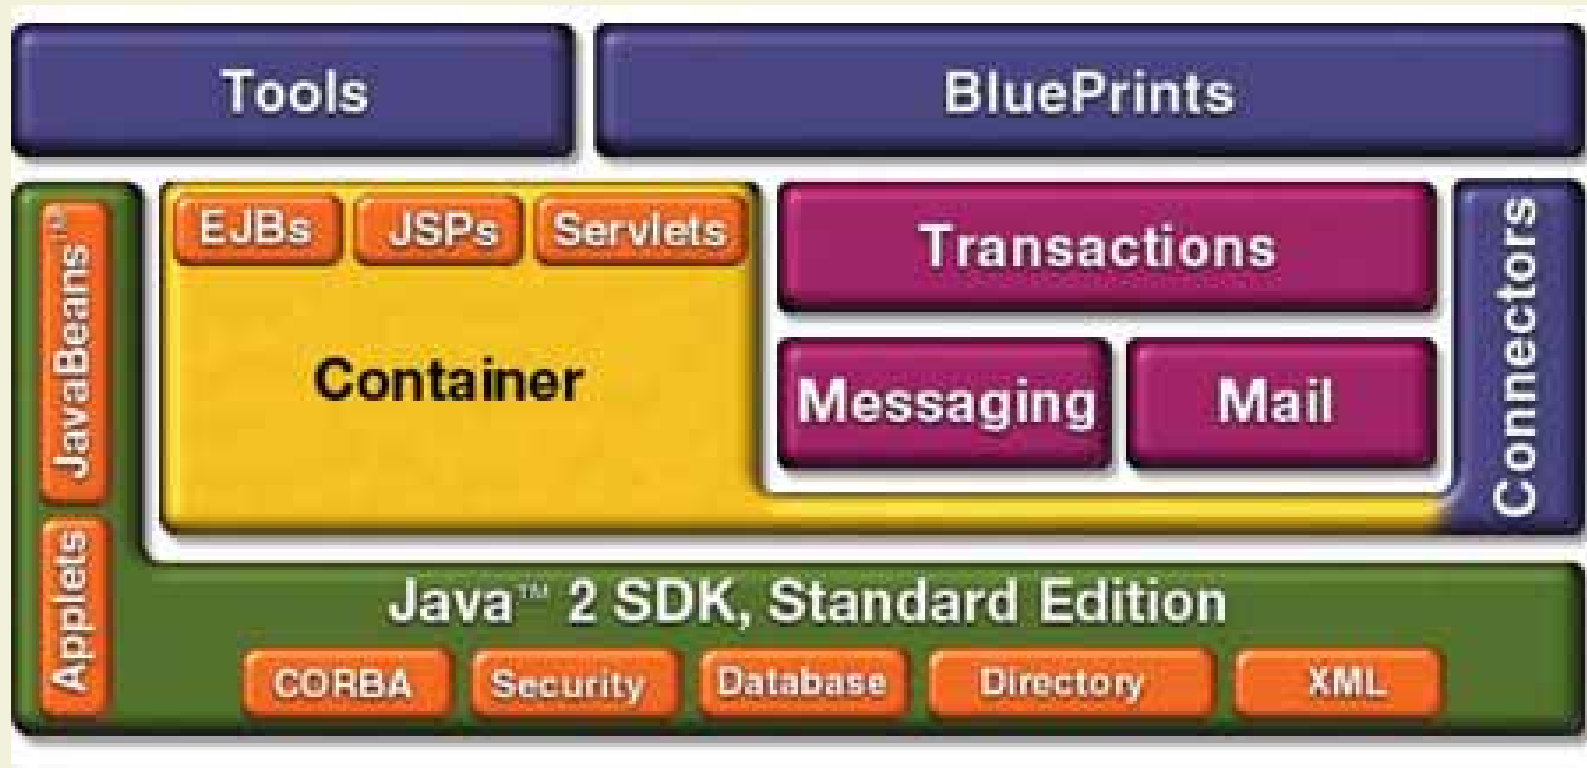 Tools
BluePrints
JavaBeans™
Applets
EJBs
JSPs
Servlets
Container
Transactions
Messaging
Mail
Connectors
Java™ 2 SDK, Standard Edition
CORBA
Security
Database
Directory
XML